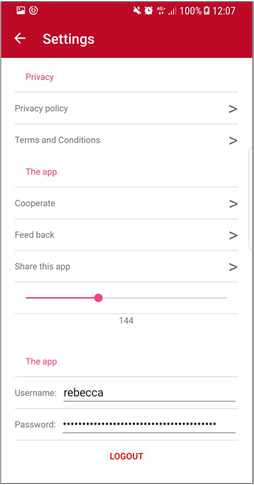 4G+ 100% 12:07
Settings
Privacy
Privacy policy >
Terms and Conditions >
The app
Cooperate >
Feed back >
Share this app >
144
The app
Username: rebecca
Password: ••••••••••••••••••••••••••••••••••••
LOGOUT